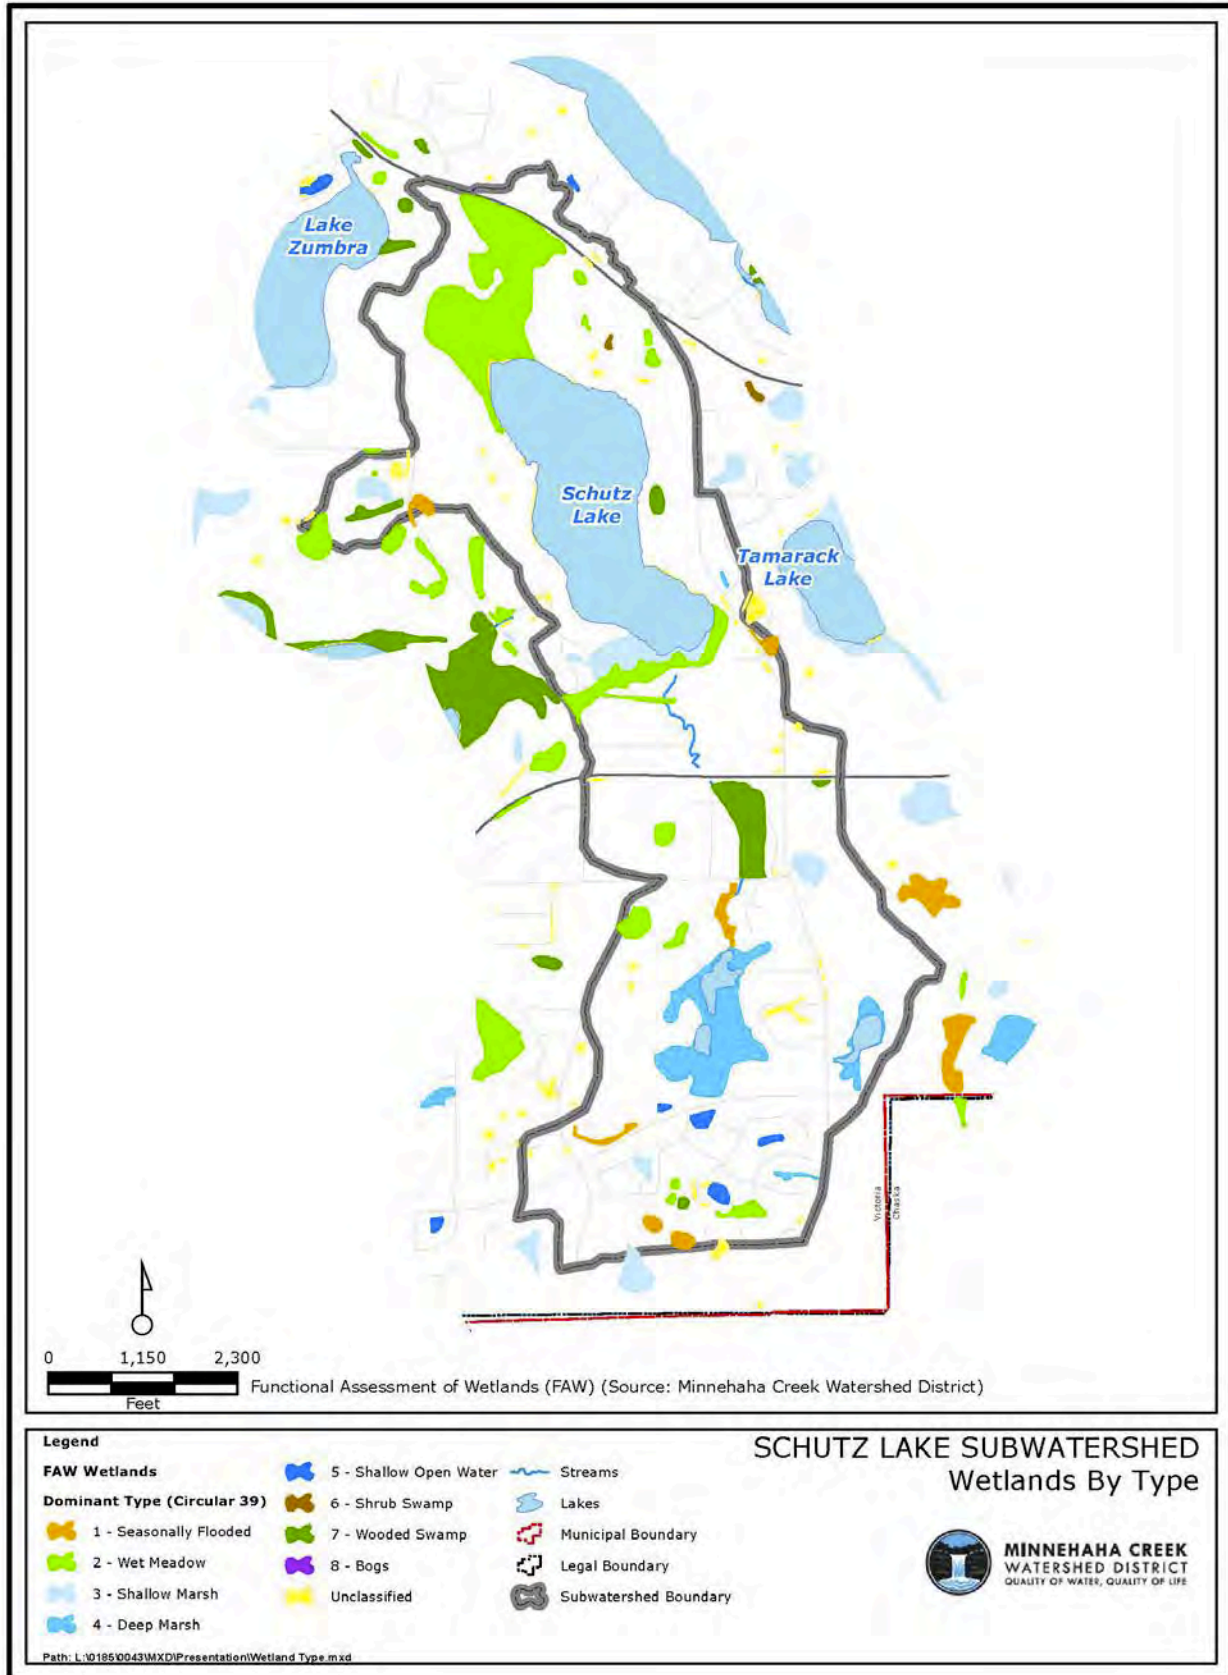 Lake
Zumbra
Schutz
Lake
Tamarack
Lake
Victoria
Chaska
0 1,150 2,300
Feet
Functional Assessment of Wetlands (FAW) (Source: Minnehaha Creek Watershed District)
SCHUTZ LAKE SUBWATERSHED
Wetlands By Type
Legend
FAW Wetlands
Dominant Type (Circular 39)
1 - Seasonally Flooded
2 - Wet Meadow
3 - Shallow Marsh
4 - Deep Marsh
5 - Shallow Open Water
6 - Shrub Swamp
7 - Wooded Swamp
8 - Bogs
Unclassified
Streams
Lakes
Municipal Boundary
Legal Boundary
Subwatershed Boundary
MINNEHAHA CREEK
WATERSHED DISTRICT
QUALITY OF WATER, QUALITY OF LIFE
Path: L:\0185\0043\MXD\Presentation\Wetland Type.mxd